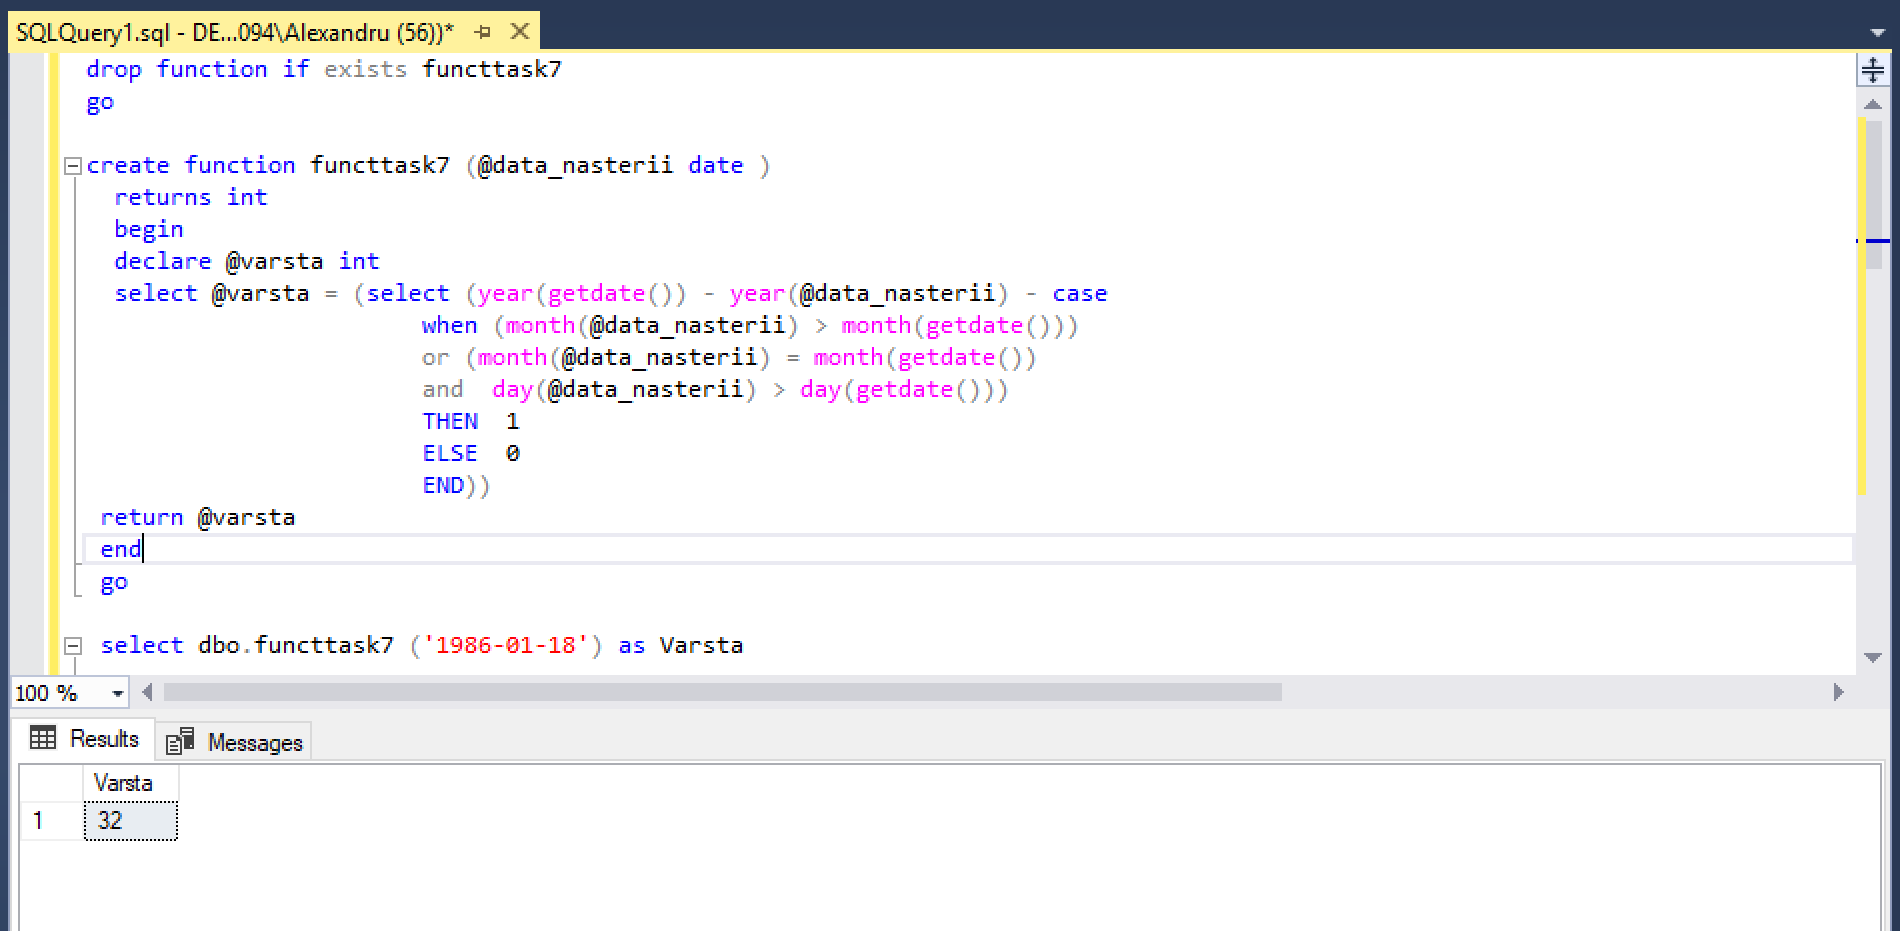 SQLQuery1.sql - DE...094\Alexandru (56))*
drop function if exists functtask7
go
create function functtask7 (@data_nasterii date )
returns int
begin
declare @varsta int
select @varsta = (select (year(getdate()) - year(@data_nasterii) - case
when (month(@data_nasterii) > month(getdate()))
or (month(@data_nasterii) = month(getdate())
and  day(@data_nasterii) > day(getdate()))
THEN  1
ELSE  0
END))
return @varsta
end
go
select dbo.functtask7 ('1986-01-18') as Varsta
100 %
Results Messages
Varsta
1 32